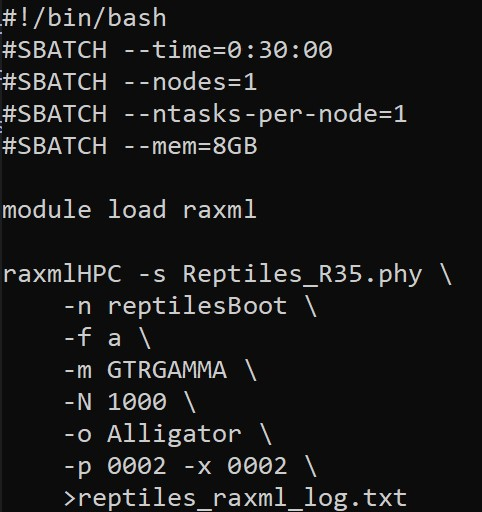 #!/bin/bash
#SBATCH --time=0:30:00
#SBATCH --nodes=1
#SBATCH --ntasks-per-node=1
#SBATCH --mem=8GB

module load raxml

raxmlHPC -s Reptiles_R35.phy \
    -n reptilesBoot \
    -f a \
    -m GTRGAMMA \
    -N 1000 \
    -o Alligator \
    -p 0002 -x 0002 \
    >reptiles_raxml_log.txt